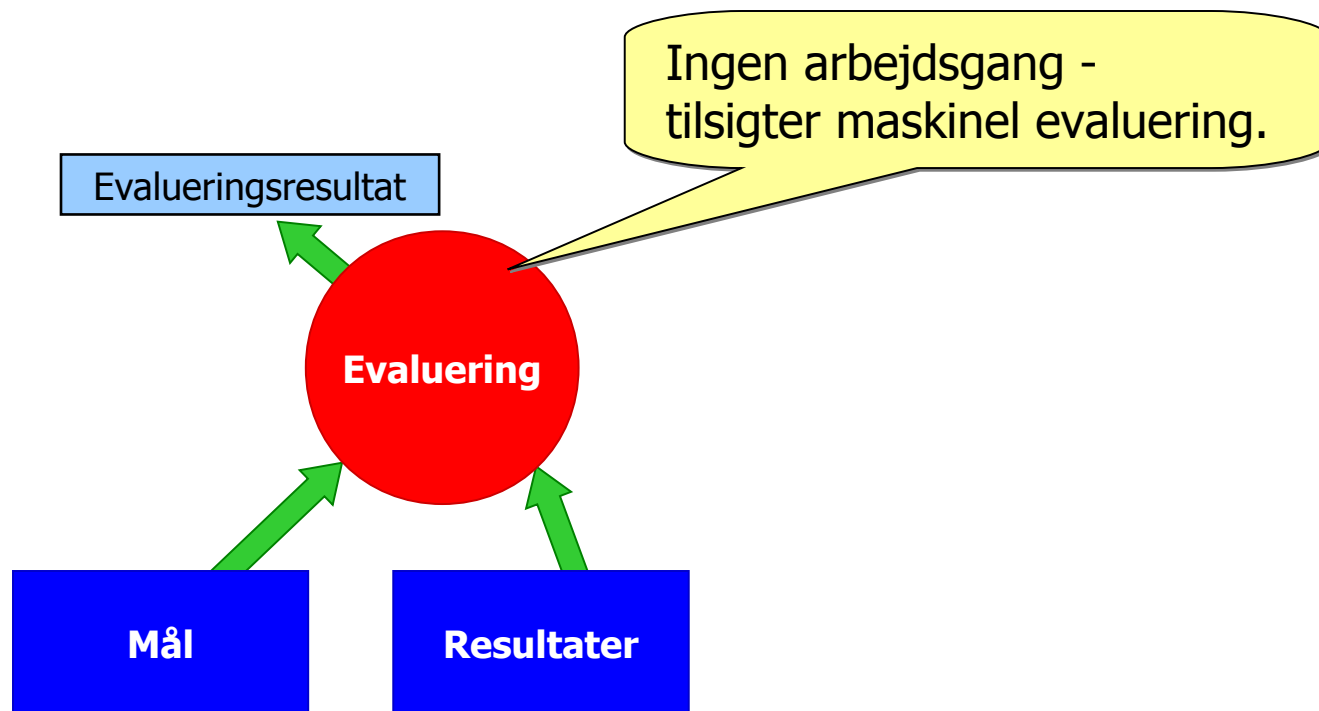 Ingen arbejdsgang -
tilsigter maskinel evaluering.
Evalueringsresultat
Evaluering
Mål
Resultater